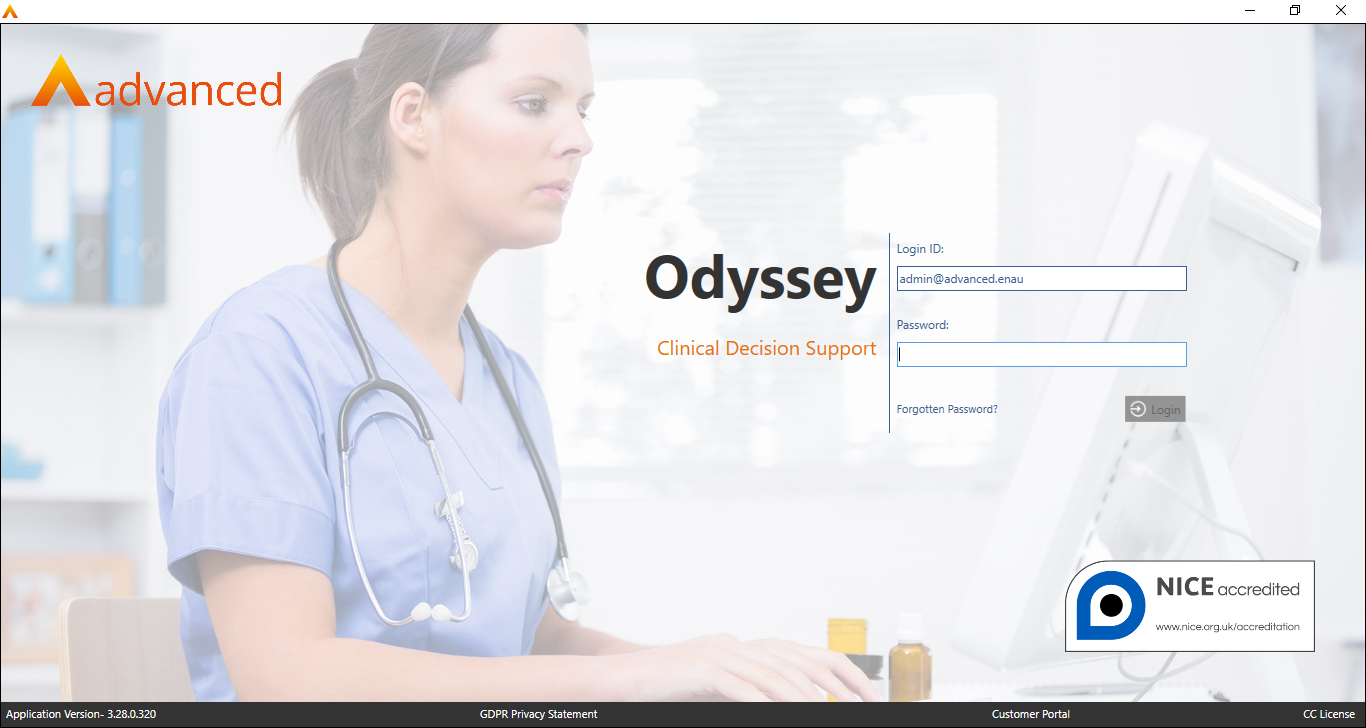 advanced
Odyssey
Clinical Decision Support
Login ID:
admin@advanced.enau
Password:
Forgotten Password?
Login
NICE accredited
www.nice.org.uk/accreditation
Application Version- 3.28.0.320
GDPR Privacy Statement
Customer Portal
CC License